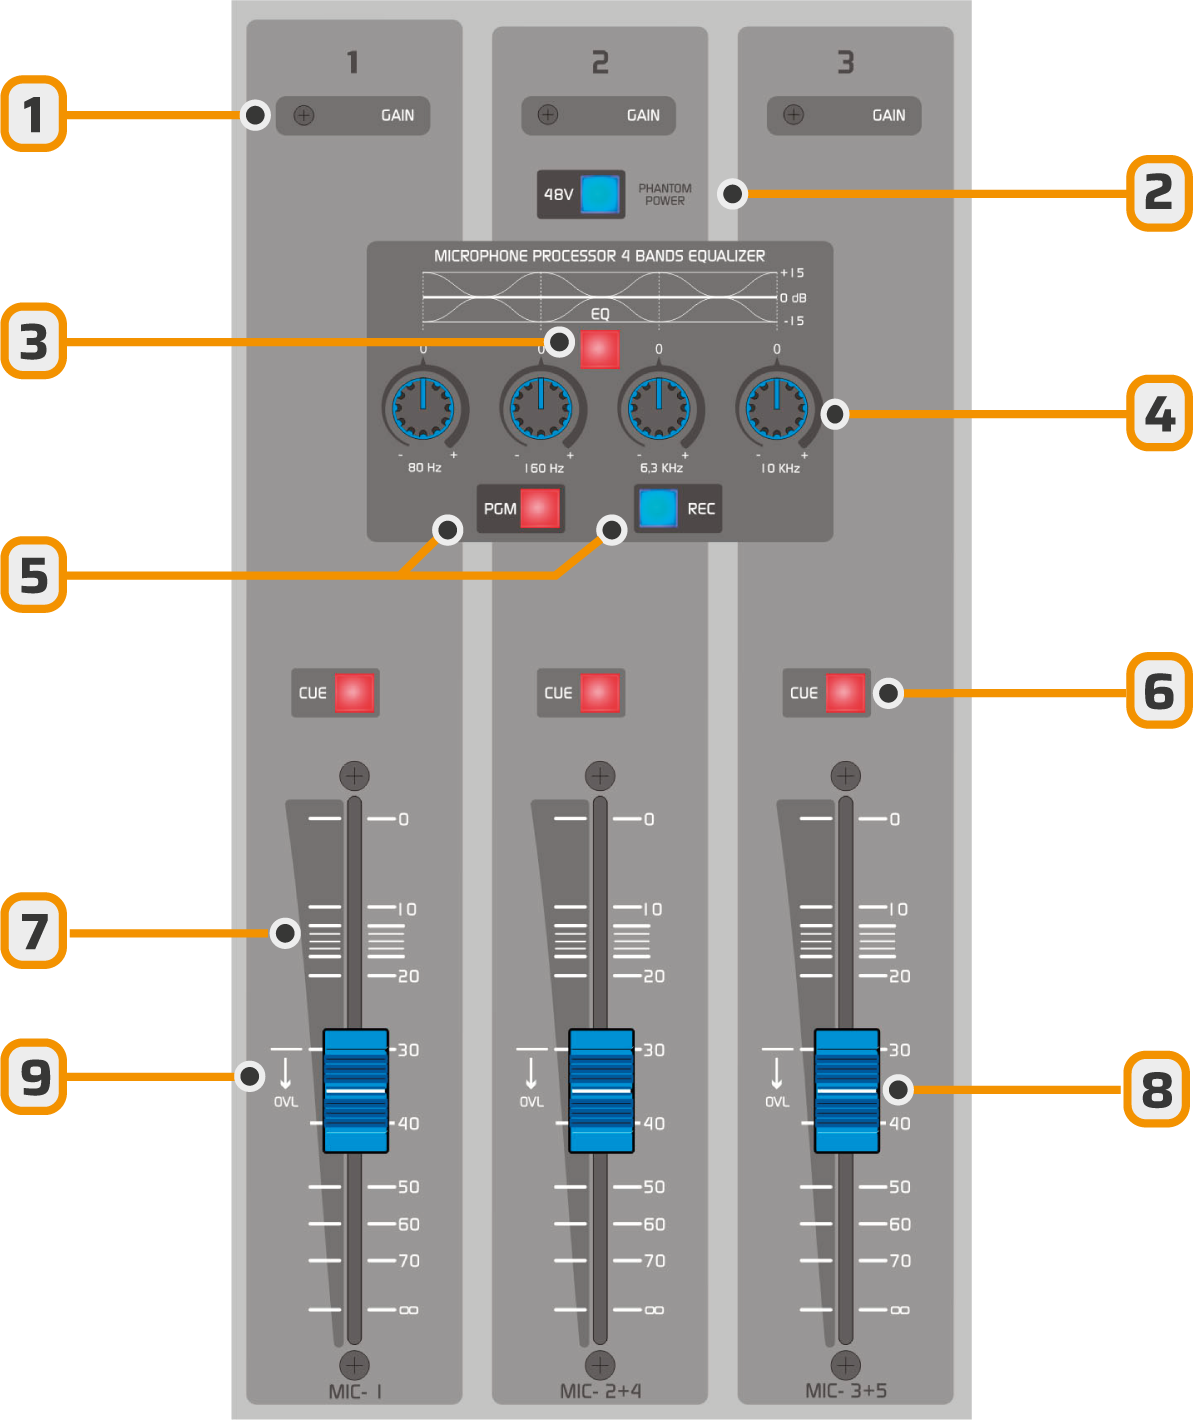 1 2 3
1 GAIN GAIN GAIN
48V PHANTOM POWER 2
MICROPHONE PROCESSOR 4 BANDS EQUALIZER
+15
0 dB
-15
EQ
3
0 0 0 0
4
- + - + - + - +
80 Hz 160 Hz 6,3 KHz 10 KHz
PGM REC
5
CUE CUE CUE 6
0 0 0
10 10 10
7
20 20 20
30 30 30
9 8
OVL OVL OVL
40 40 40
50 50 50
60 60 60
70 70 70
∞ ∞ ∞
MIC- 1 MIC- 2+4 MIC- 3+5